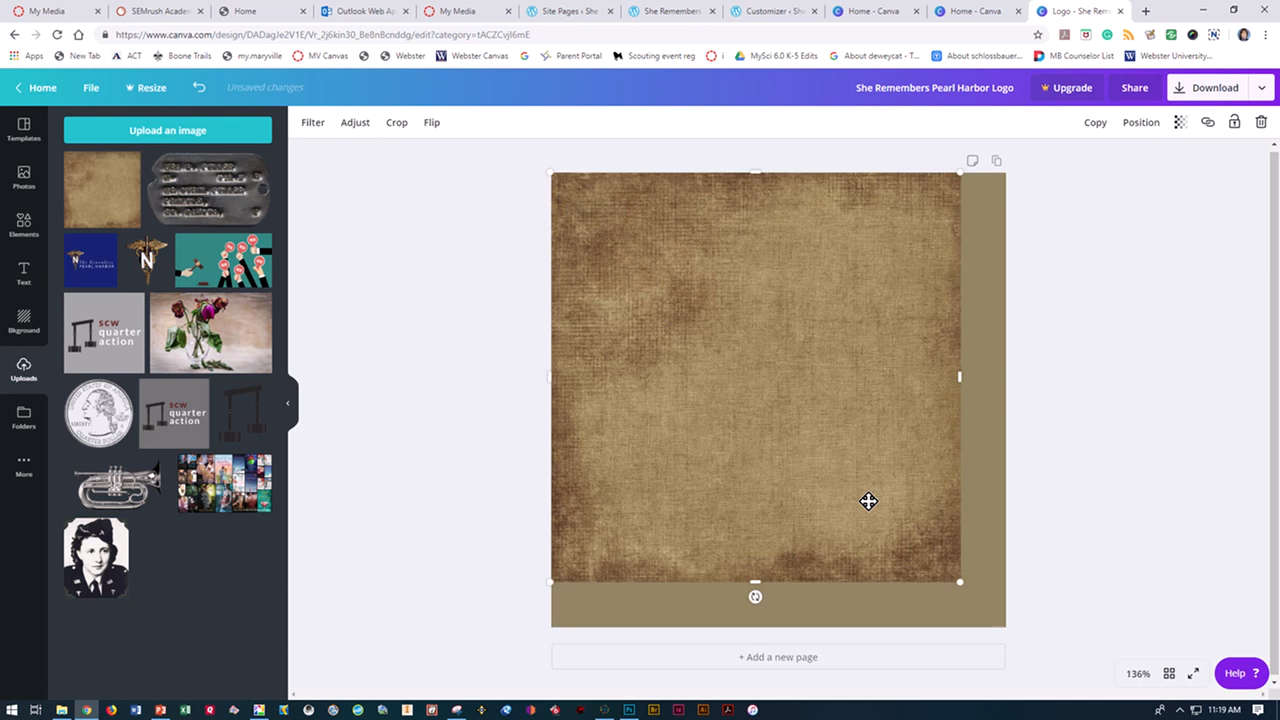 My Media
SEMrush Academ
Home
Outlook Web Ap
My Media
Site Pages ‹ She
She Remembers
Customizer ‹ Sh
Home - Canva
Home - Canva
Logo - She Rem
https://www.canva.com/design/DADagJe2V1E/Vr_2j6kin30_Be8nBcnddg/edit?category=tACZCvjI6mE
Apps
New Tab
ACT
Boone Trails
my.maryville
MV Canvas
Webster
Webster Canvas
Parent Portal
Scouting event reg
MySci 6.0 K-5 Edits
About deweycat - T...
About schlossbauer...
MB Counselor List
Webster University...
Home
File
Resize
Unsaved changes
She Remembers Pearl Harbor Logo
Upgrade
Share
Download
Templates
Photos
Elements
Text
Bkground
Uploads
Folders
More
Upload an image
Filter
Adjust
Crop
Flip
Copy
Position
N
She Remembers
PEARL HARBOR
N
scw
quarter
action
scw
quarter
action
+ Add a new page
136%
Help ?
11:19 AM